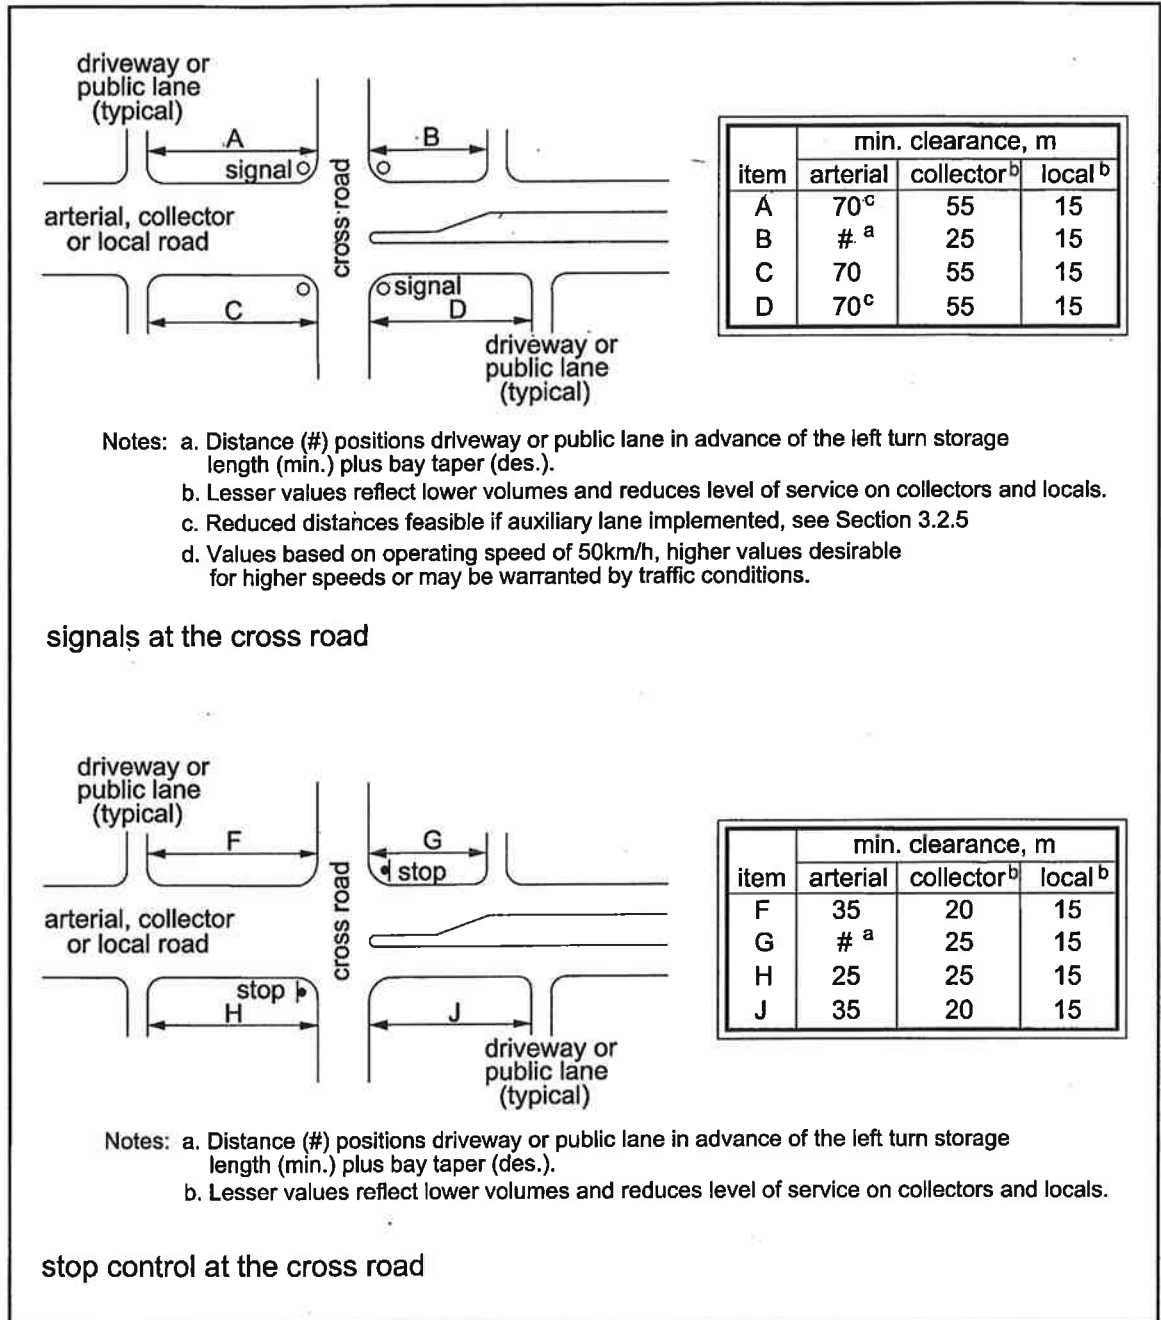 driveway or
public lane
(typical)
A
B
signal
cross road
arterial, collector
or local road
signal
C
D
driveway or
public lane
(typical)
min. clearance, m
item arterial collector b local b
A 70 c 55 15
B # a 25 15
C 70 55 15
D 70 c 55 15
Notes: a. Distance (#) positions driveway or public lane in advance of the left turn storage
length (min.) plus bay taper (des.).
b. Lesser values reflect lower volumes and reduces level of service on collectors and locals.
c. Reduced distances feasible if auxiliary lane implemented, see Section 3.2.5
d. Values based on operating speed of 50km/h, higher values desirable
for higher speeds or may be warranted by traffic conditions.
signals at the cross road
driveway or
public lane
(typical)
F
G
stop
cross road
arterial, collector
or local road
stop
H
J
driveway or
public lane
(typical)
min. clearance, m
item arterial collector b local b
F 35 20 15
G # a 25 15
H 25 25 15
J 35 20 15
Notes: a. Distance (#) positions driveway or public lane in advance of the left turn storage
length (min.) plus bay taper (des.).
b. Lesser values reflect lower volumes and reduces level of service on collectors and locals.
stop control at the cross road